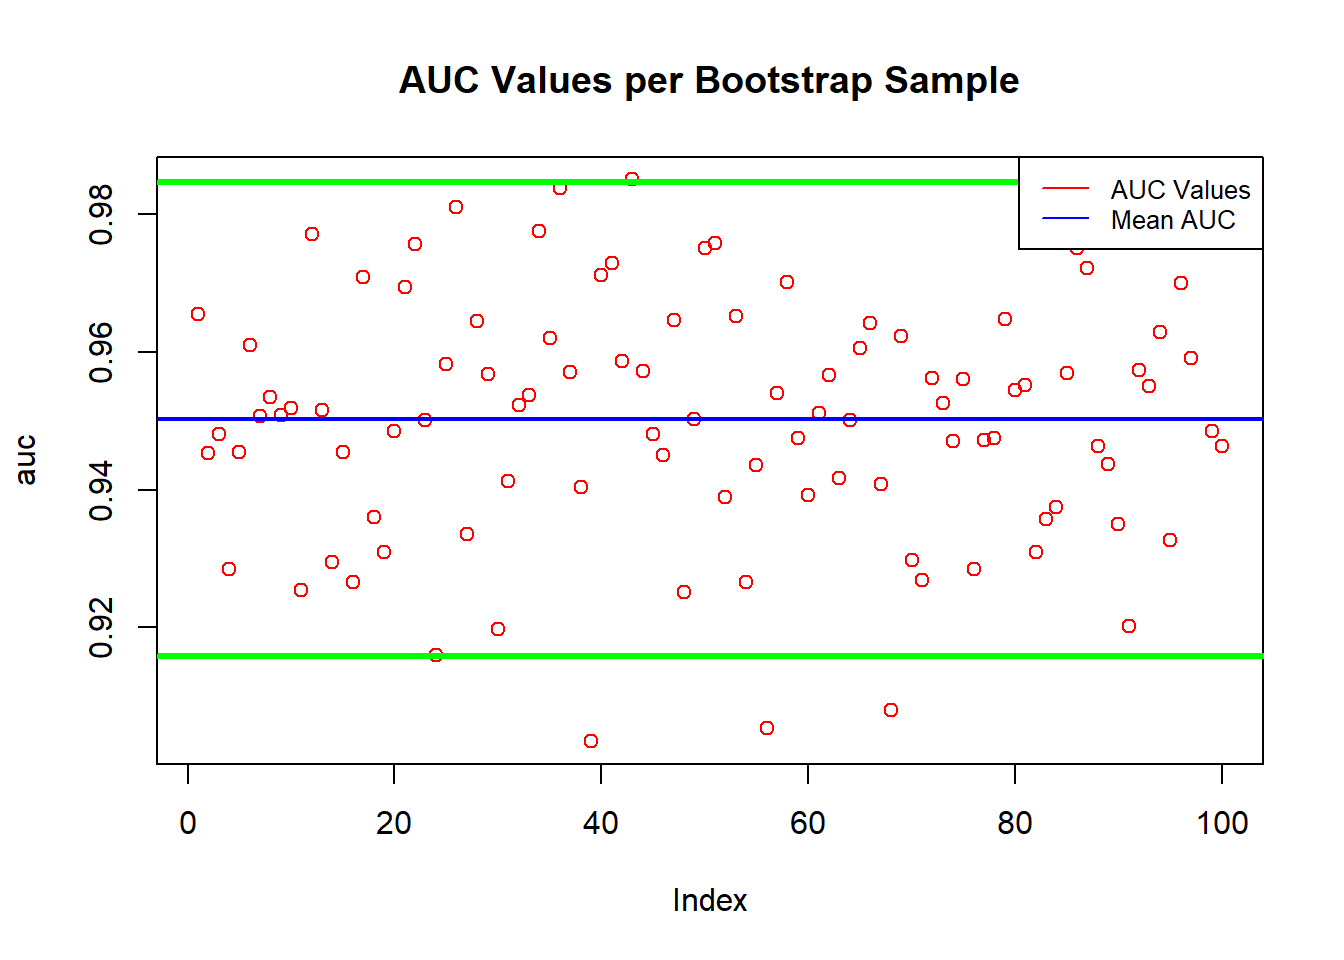 AUC Values per Bootstrap Sample
AUC Values
Mean AUC
0.98
0.96
0.94
0.92
auc
0 20 40 60 80 100
Index